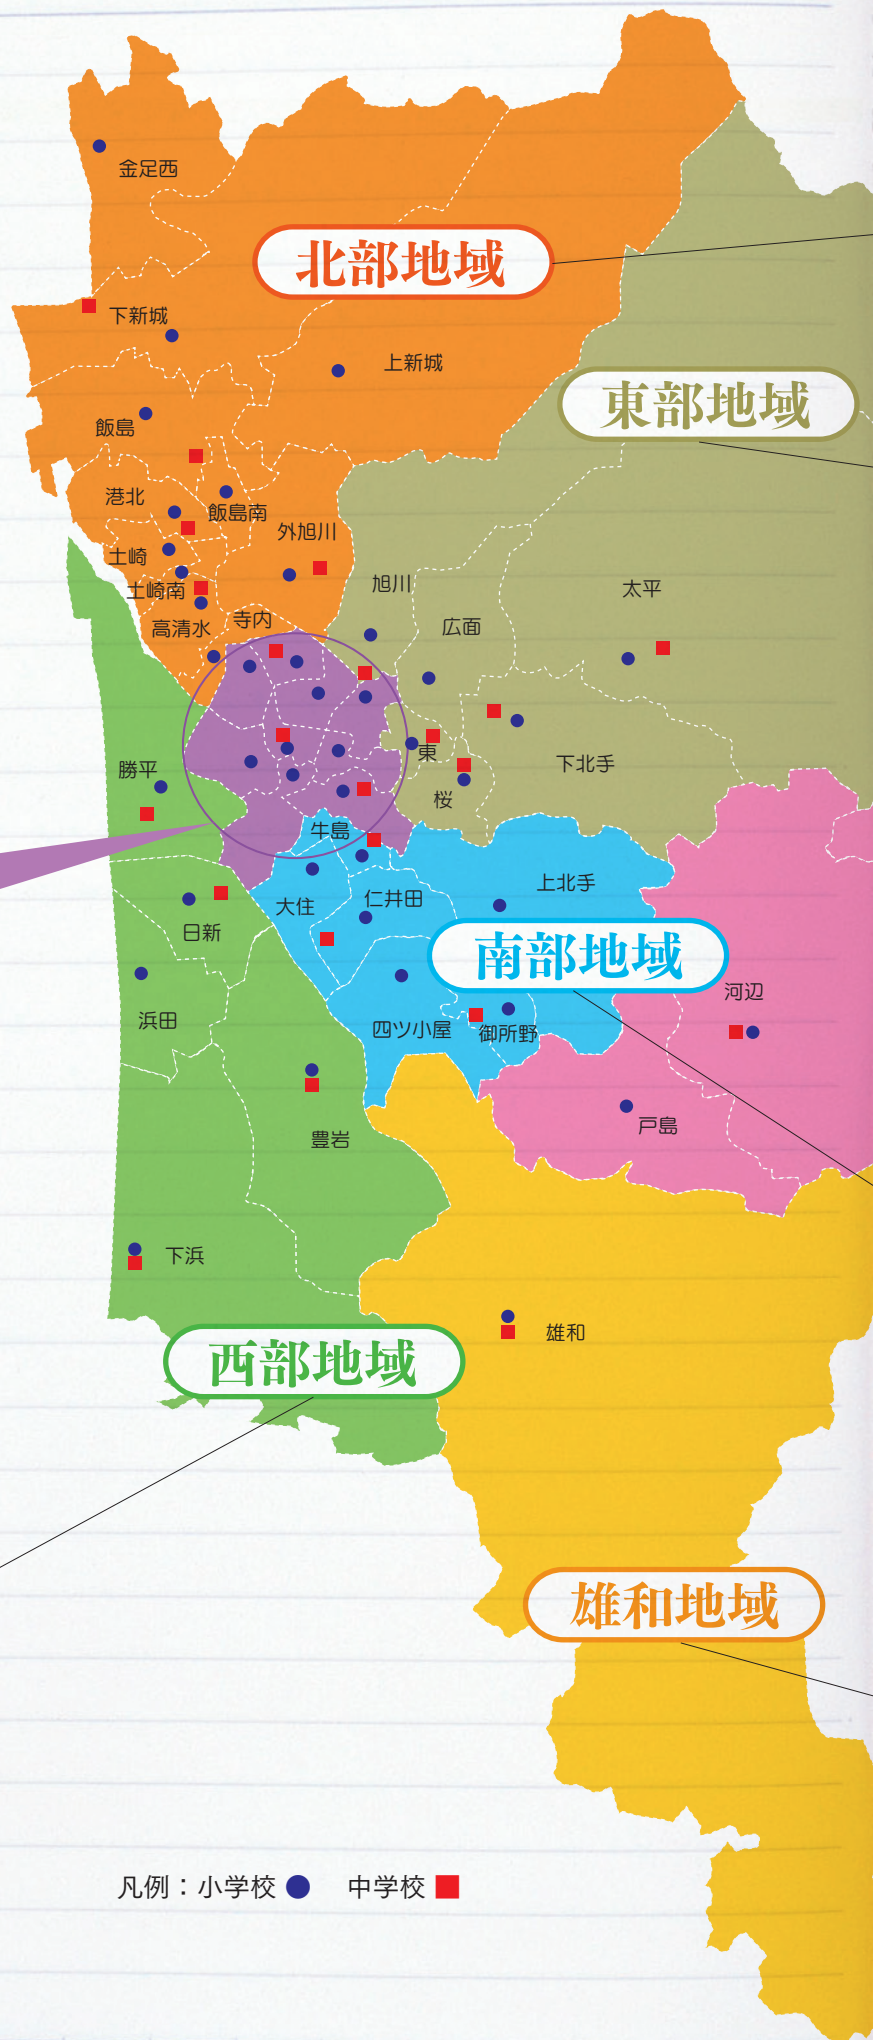 金足西
北部地域
下新城
上新城
東部地域
飯島
港北
飯島南
外旭川
土崎
旭川
太平
土崎南
高清水
寺内
広面
東
下北手
勝平
桜
牛島
上北手
大住
仁井田
日新
南部地域
河辺
浜田
四ツ小屋
御所野
戸島
豊岩
下浜
雄和
西部地域
雄和地域
凡例：小学校 中学校